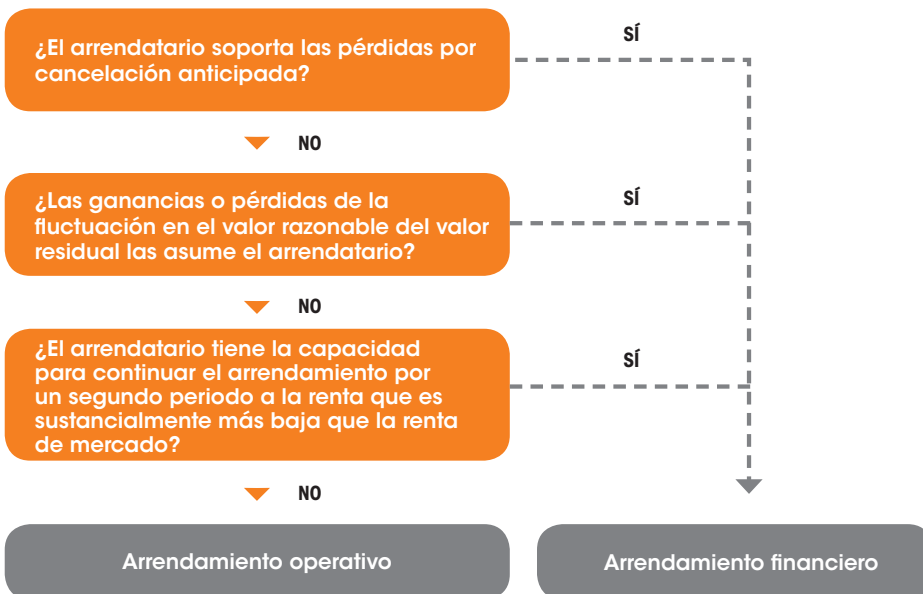 ¿El arrendatario soporta las pérdidas por
cancelación anticipada?
SÍ
NO
¿Las ganancias o pérdidas de la
fluctuación en el valor razonable del valor
residual las asume el arrendatario?
SÍ
NO
¿El arrendatario tiene la capacidad
para continuar el arrendamiento por
un segundo periodo a la renta que es
sustancialmente más baja que la renta
de mercado?
SÍ
NO
Arrendamiento operativo
Arrendamiento financiero